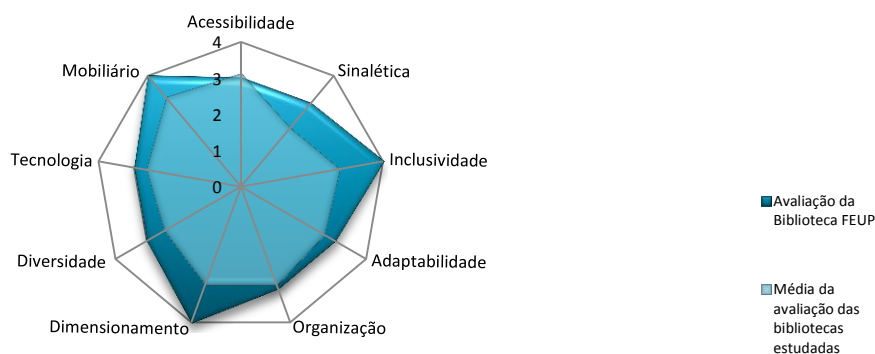 Acessibilidade
4
Mobiliário
Sinalética
3
2
Tecnologia
Inclusividade
1
0
Avaliação da
Biblioteca FEUP
Diversidade
Adaptabilidade
Média da
avaliação das
bibliotecas
estudadas
Dimensionamento
Organização